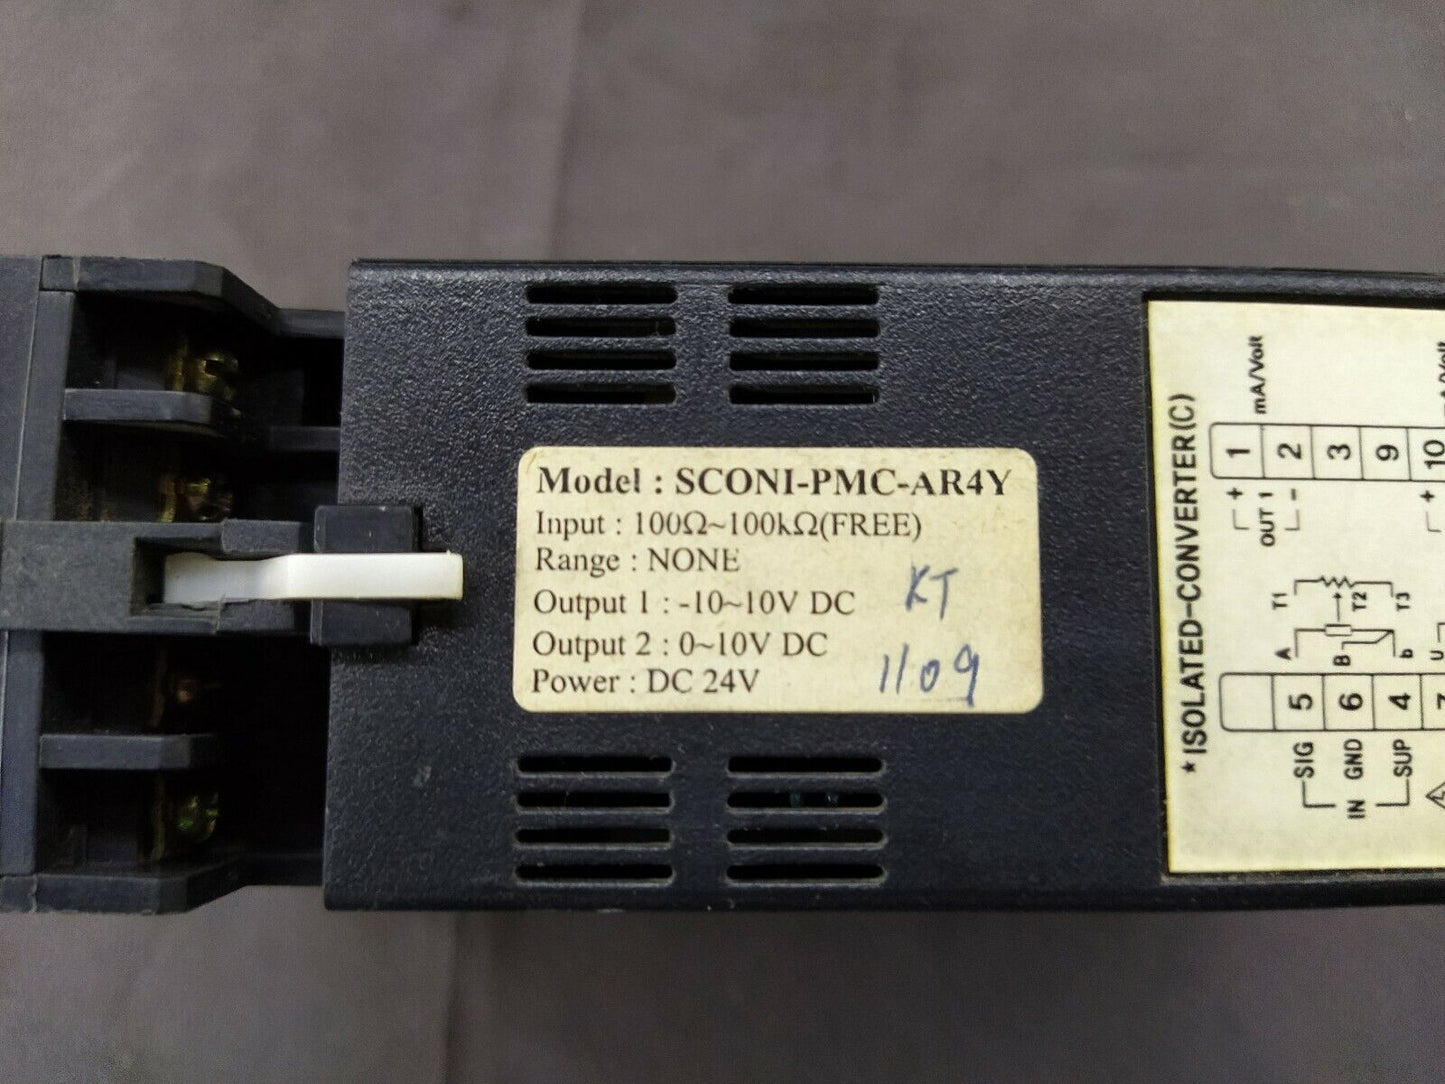 Model : SCONI-PMC-AR4Y
Input : 100Ω~100kΩ(FREE)
Range : NONE
Output 1 : -10~10V DC
Output 2 : 0~10V DC
Power : DC 24V
KT
1109
*ISOLATED-CONVERTER(C)
mA/Volt
1 2 3 9 10
+ - +
OUT 1
T1 T2 T3
A B b
5 6 4 7
SIG GND SUP
IN